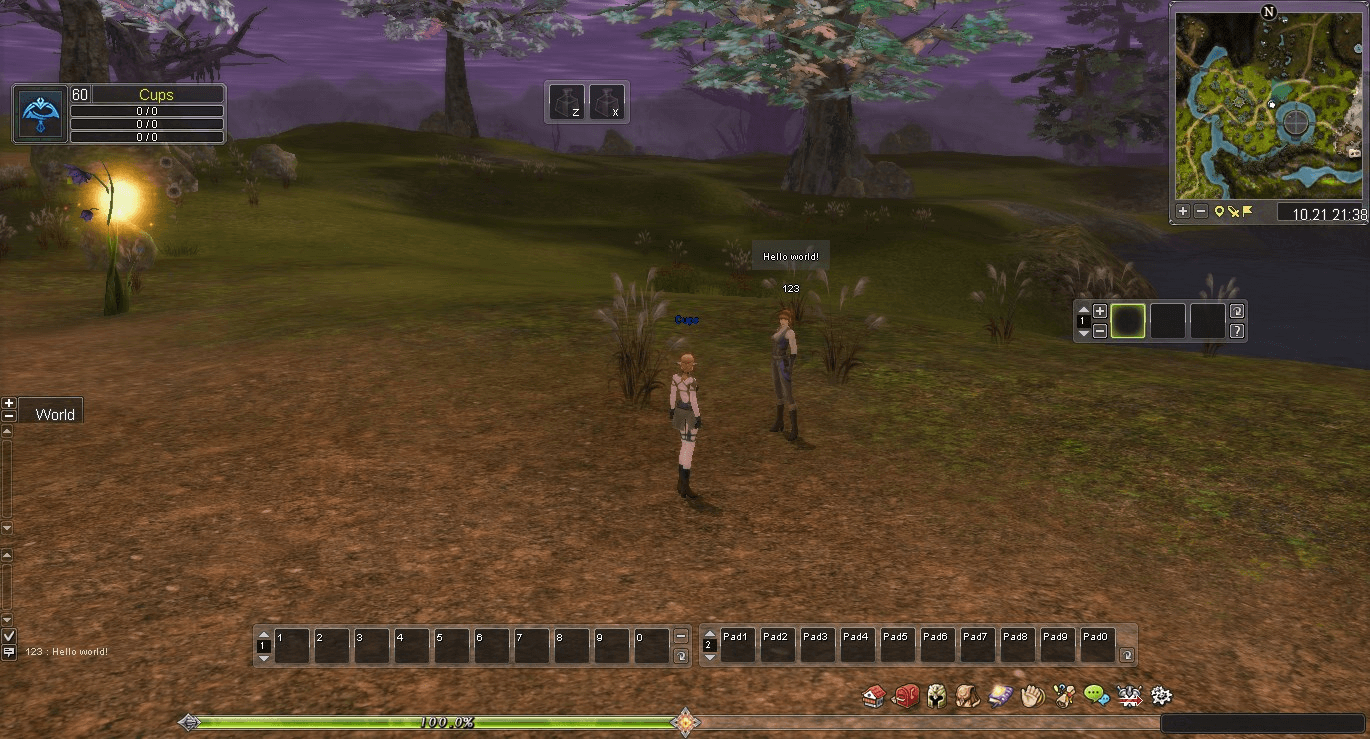 N
60 Cups
0 / 0
0 / 0
0 / 0
Z X
10.21 21:38
Hello world!
123
Cups
1
?
World
123 : Hello world!
1 1 2 3 4 5 6 7 8 9 0
2 Pad1 Pad2 Pad3 Pad4 Pad5 Pad6 Pad7 Pad8 Pad9 Pad0
100.0%